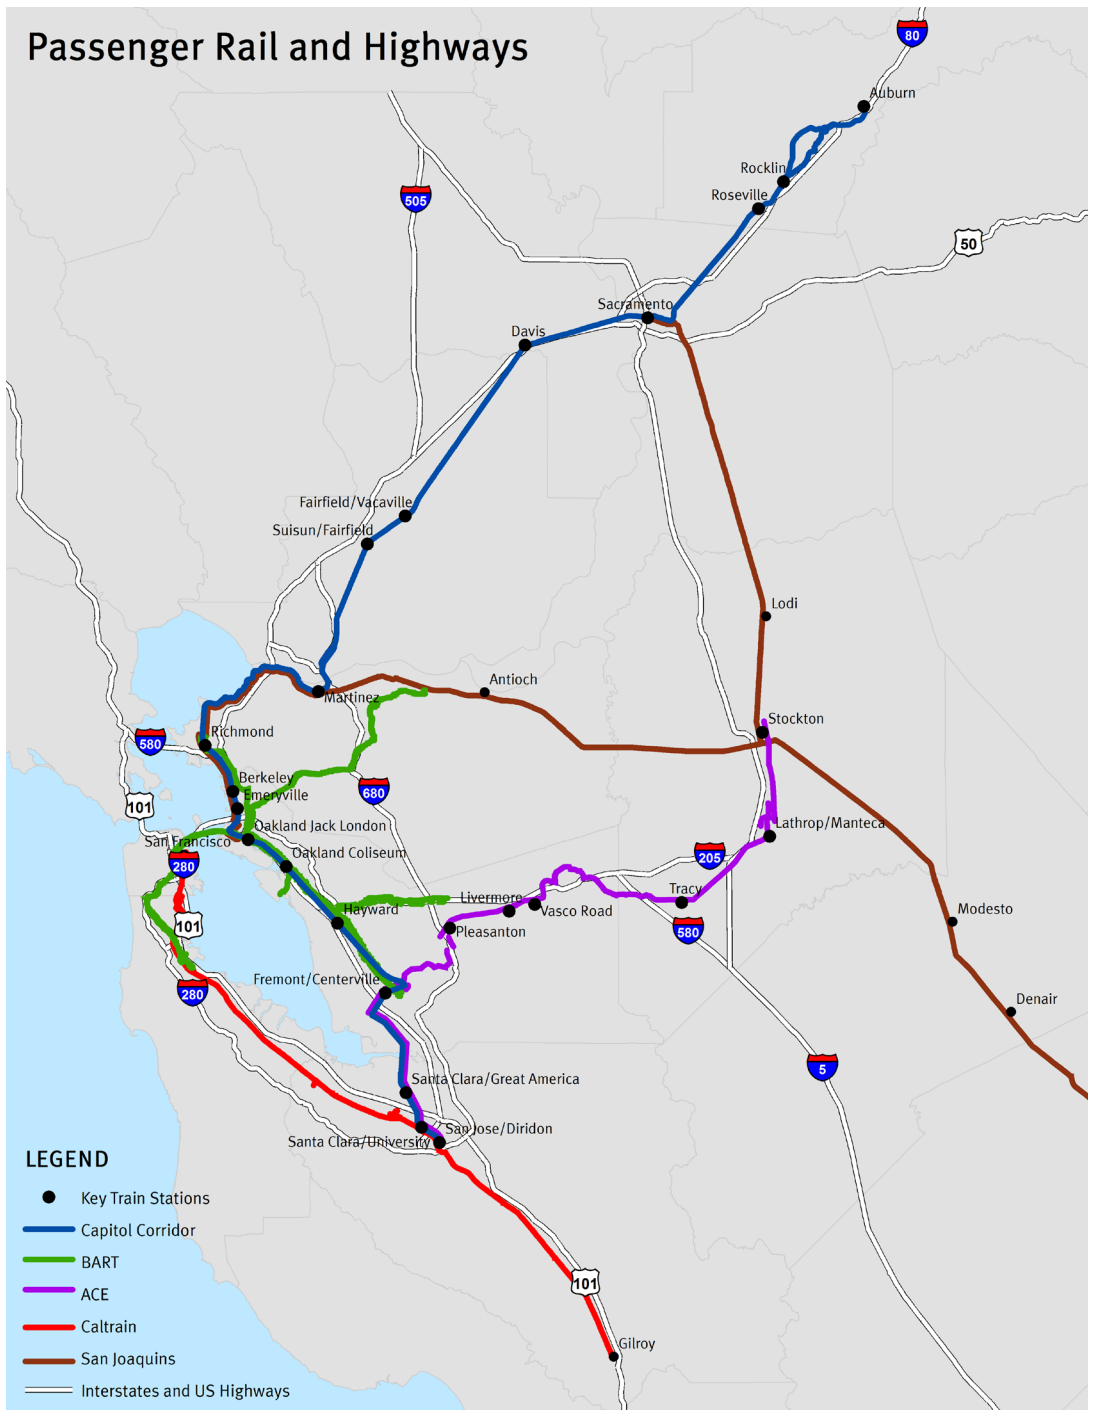 Passenger Rail and Highways
80
Auburn
Rocklin
505
Roseville
50
Sacramento
Davis
Fairfield/Vacaville
Suisun/Fairfield
Lodi
Antioch
Martinez
Stockton
Richmond
580
Berkeley
680
Emeryville
101
Oakland Jack London
Lathrop/Manteca
San Francisco
Oakland Coliseum
205
280
Tracy
Livermore
Hayward
Vasco Road
Modesto
101
580
Pleasanton
Fremont/Centerville
280
Denair
5
Santa Clara/Great America
San Jose/Diridon
Santa Clara/University
LEGEND
Key Train Stations
Capitol Corridor
BART
101
ACE
Caltrain
Gilroy
San Joaquins
Interstates and US Highways